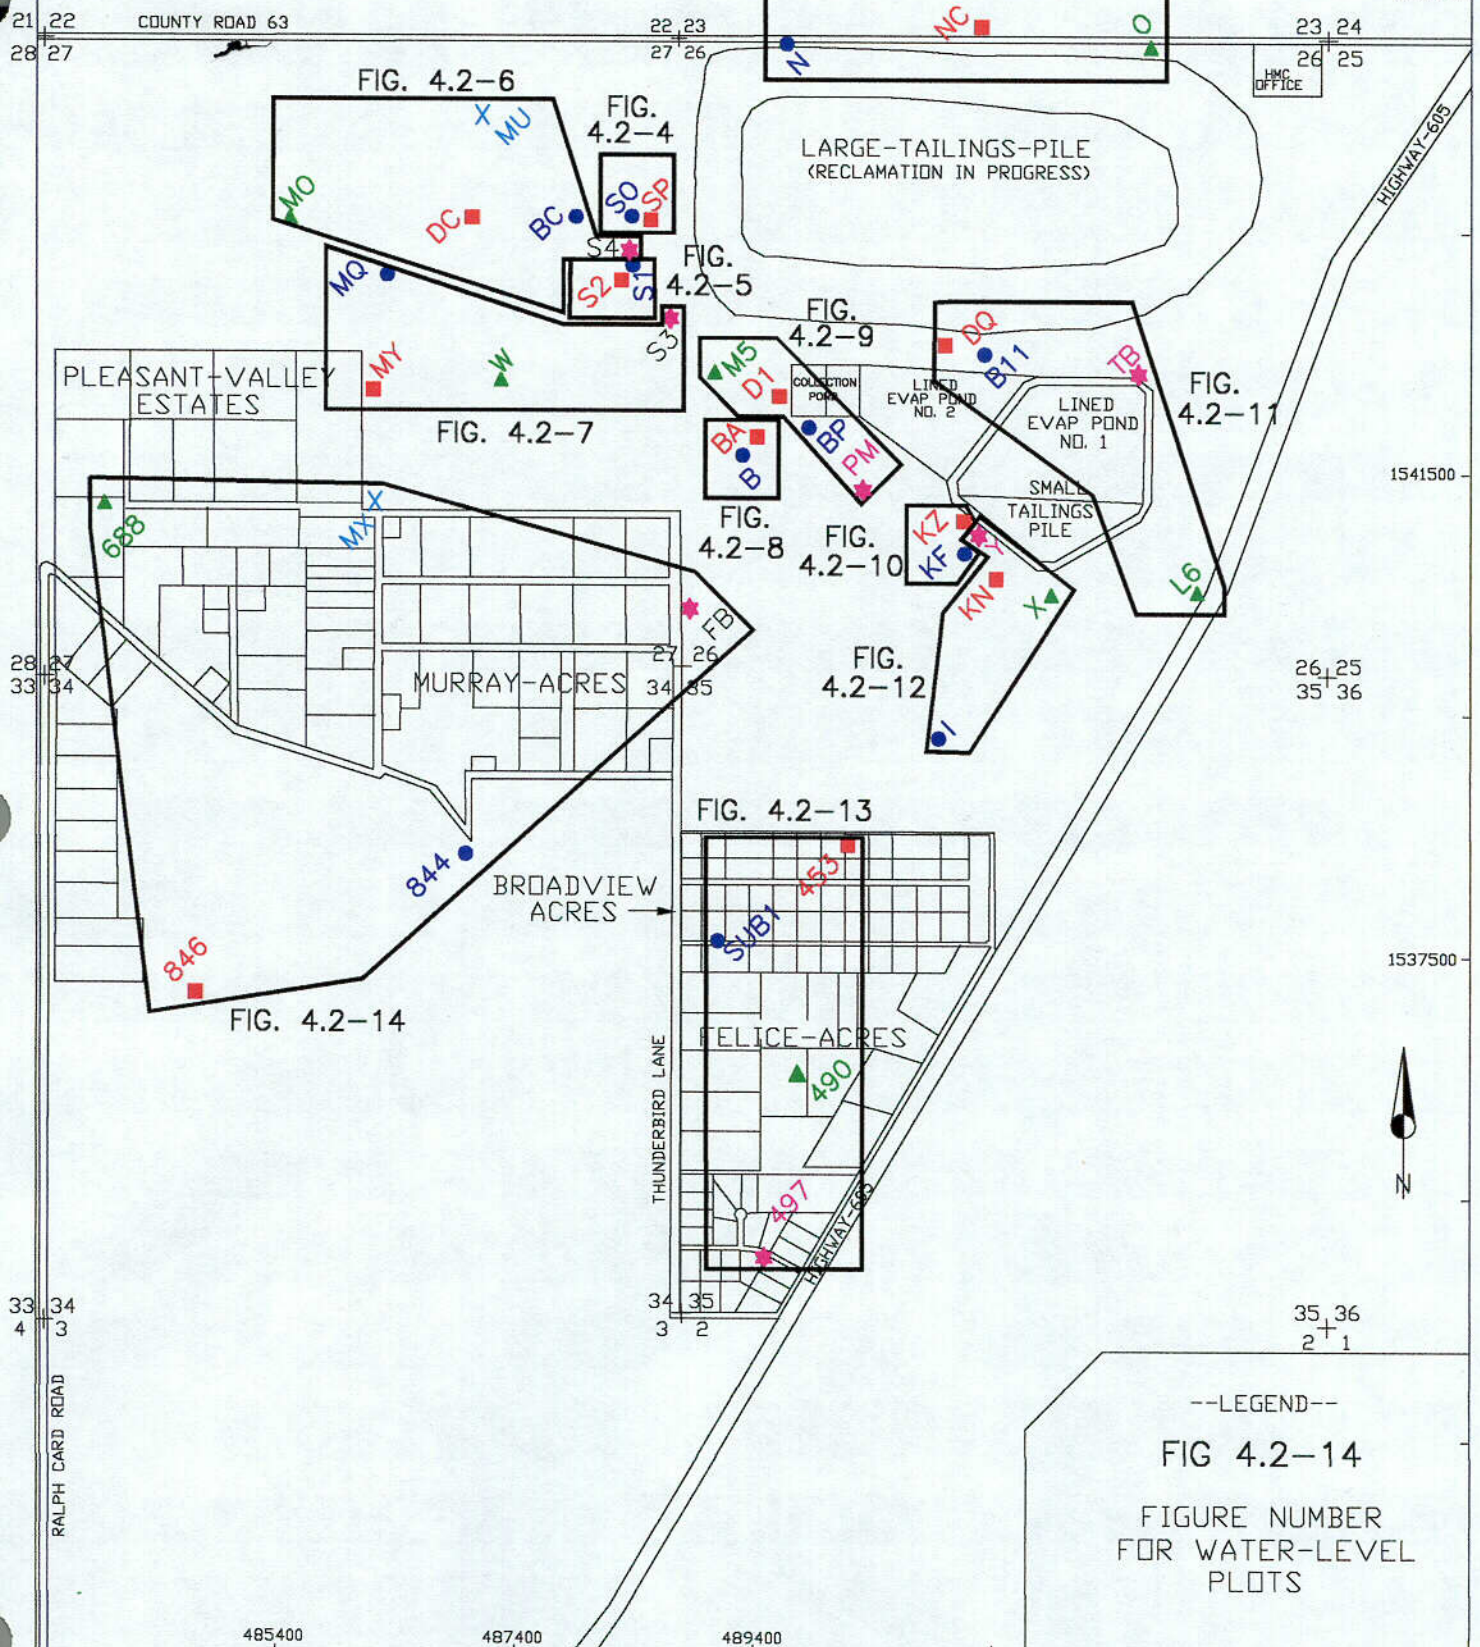 21 22
COUNTY ROAD 63
22 23
23 24
28 27
27 26
26 25
NC
O
N
HMC
OFFICE
FIG. 4.2-6
MU
FIG.
4.2-4
LARGE-TAILINGS-PILE
(RECLAMATION IN PROGRESS)
HIGHWAY-605
MO
DC
BC
SO
SP
S4
MQ
S2
S1
FIG.
4.2-5
S3
FIG.
4.2-9
DQ
B11
TB
MY
W
M5
D1
COLLECTION
POND
LINED
EVAP POND
NO. 2
LINED
EVAP POND
NO. 1
FIG.
4.2-11
PLEASANT-VALLEY
ESTATES
FIG. 4.2-7
BA
B
BP
PM
1541500
SMALL
TAILINGS
PILE
688
MX
FIG.
4.2-8
FIG.
4.2-10
KZ
KF
Y
KN
X
L6
FB
28 27
33 34
27 26
34 35
MURRAY-ACRES
FIG.
4.2-12
26 25
35 36
I
FIG. 4.2-13
844
453
BROADVIEW
ACRES
SUB1
846
1537500
FIG. 4.2-14
FELICE-ACRES
490
THUNDERBIRD LANE
N
497
HIGHWAY-605
33 34
4 3
34 35
3 2
35 36
2 1
RALPH CARD ROAD
--LEGEND--
FIG 4.2-14
FIGURE NUMBER
FOR WATER-LEVEL
PLOTS
485400
487400
489400